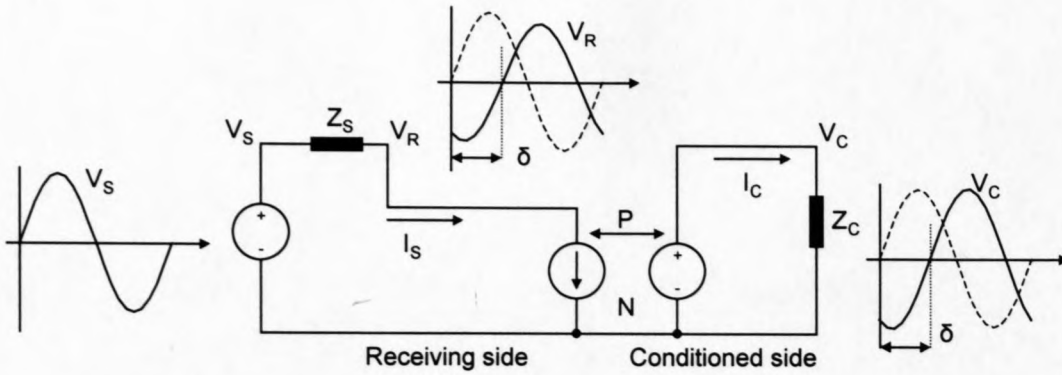 V_R
δ
Z_S
V_S
V_R
V_C
I_C
V_S
V_C
Z_C
P
I_S
+
-
+
-
N
δ
Receiving side
Conditioned side